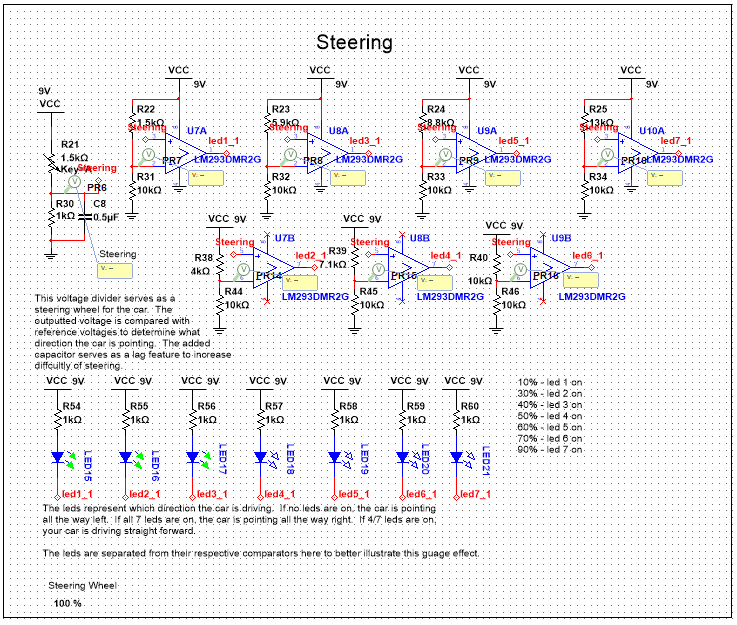 Steering
VCC
9V
VCC
9V
VCC
9V
VCC
9V
9V
VCC
R22
1.5kΩ
Steering
U7A
led1_1
PR7
LM293DMR2G
V: --
R31
10kΩ
R23
5.9kΩ
Steering
U8A
led3_1
PR8
LM293DMR2G
V: --
R32
10kΩ
R24
8.8kΩ
Steering
U9A
led5_1
PR9
LM293DMR2G
V: --
R33
10kΩ
R25
13kΩ
Steering
U10A
led7_1
PR10
LM293DMR2G
V: --
R34
10kΩ
R21
1.5kΩ
Steering
PR6
R30
1kΩ
C8
0.5µF
Steering
V: --
VCC 9V
Steering
U7B
led2_1
R38
4kΩ
PR14
V: --
LM293DMR2G
R44
10kΩ
VCC 9V
Steering
U8B
led4_1
R39
7.1kΩ
PR15
V: --
LM293DMR2G
R45
10kΩ
VCC 9V
Steering
U9B
led6_1
R40
10kΩ
PR16
V: --
LM293DMR2G
R46
10kΩ
This voltage divider serves as a
steering wheel for the car. The
outputted voltage is compared with
reference voltages to determine what
direction the car is pointing. The added
capacitor serves as a lag feature to increase
diffcultly of steering.
VCC 9V
VCC 9V
VCC 9V
VCC 9V
VCC 9V
VCC 9V
VCC 9V
R54
1kΩ
R55
1kΩ
R56
1kΩ
R57
1kΩ
R58
1kΩ
R59
1kΩ
R60
1kΩ
LED15
LED16
LED17
LED18
LED19
LED20
LED21
led1_1
led2_1
led3_1
led4_1
led5_1
led6_1
led7_1
10% - led 1 on
30% - led 2 on
40% - led 3 on
50% - led 4 on
60% - led 5 on
70% - led 6 on
90% - led 7 on
The leds represent which direction the car is driving. If no leds are on, the car is pointing
all the way left. If all 7 leds are on, the car is pointing all the way right. If 4/7 leds are on,
your car is driving straight forward.
The leds are separated from their respective comparators here to better illustrate this guage effect.
Steering Wheel
100 %